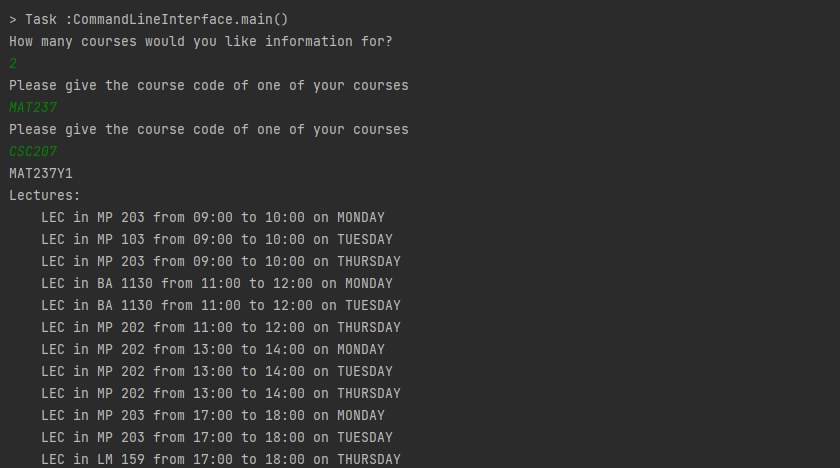 > Task :CommandLineInterface.main()
How many courses would you like information for?
2
Please give the course code of one of your courses
MAT237
Please give the course code of one of your courses
CSC207
MAT237Y1
Lectures:
    LEC in MP 203 from 09:00 to 10:00 on MONDAY
    LEC in MP 103 from 09:00 to 10:00 on TUESDAY
    LEC in MP 203 from 09:00 to 10:00 on THURSDAY
    LEC in BA 1130 from 11:00 to 12:00 on MONDAY
    LEC in BA 1130 from 11:00 to 12:00 on TUESDAY
    LEC in MP 202 from 11:00 to 12:00 on THURSDAY
    LEC in MP 202 from 13:00 to 14:00 on MONDAY
    LEC in MP 202 from 13:00 to 14:00 on TUESDAY
    LEC in MP 202 from 13:00 to 14:00 on THURSDAY
    LEC in MP 203 from 17:00 to 18:00 on MONDAY
    LEC in MP 203 from 17:00 to 18:00 on TUESDAY
    LEC in LM 159 from 17:00 to 18:00 on THURSDAY